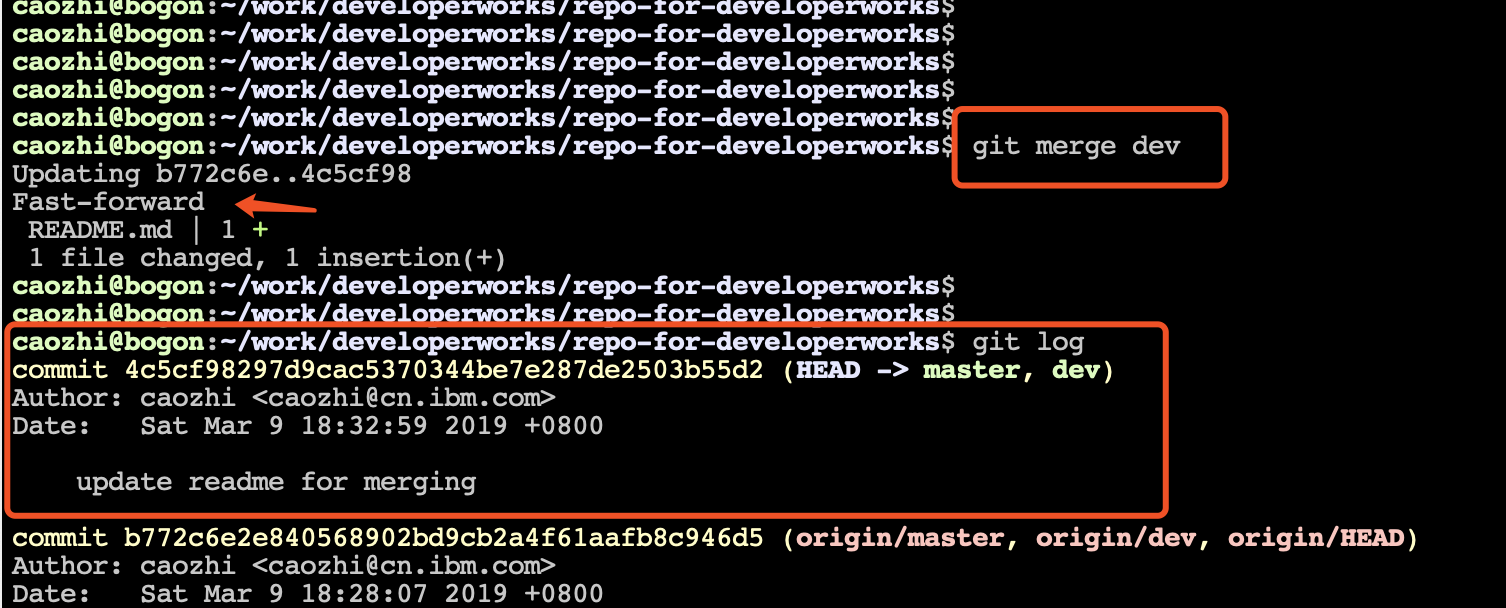 caozhi@bogon:~/work/developerworks/repo-for-developerworks$
caozhi@bogon:~/work/developerworks/repo-for-developerworks$
caozhi@bogon:~/work/developerworks/repo-for-developerworks$
caozhi@bogon:~/work/developerworks/repo-for-developerworks$
caozhi@bogon:~/work/developerworks/repo-for-developerworks$
caozhi@bogon:~/work/developerworks/repo-for-developerworks$ git merge dev
Updating b772c6e..4c5cf98
Fast-forward
 README.md | 1 +
 1 file changed, 1 insertion(+)
caozhi@bogon:~/work/developerworks/repo-for-developerworks$
caozhi@bogon:~/work/developerworks/repo-for-developerworks$
caozhi@bogon:~/work/developerworks/repo-for-developerworks$ git log
commit 4c5cf98297d9cac5370344be7e287de2503b55d2 (HEAD -> master, dev)
Author: caozhi <caozhi@cn.ibm.com>
Date:   Sat Mar 9 18:32:59 2019 +0800
    update readme for merging
commit b772c6e2e840568902bd9cb2a4f61aafb8c946d5 (origin/master, origin/dev, origin/HEAD)
Author: caozhi <caozhi@cn.ibm.com>
Date:   Sat Mar 9 18:28:07 2019 +0800